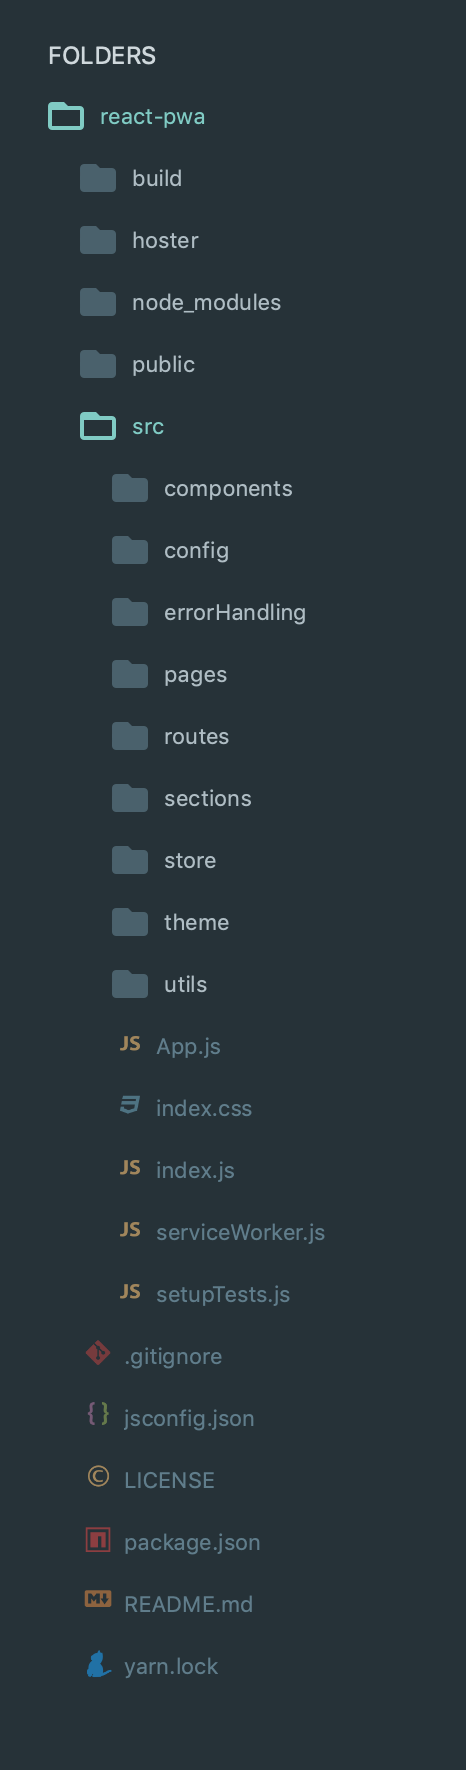 FOLDERS
react-pwa
build
hoster
node_modules
public
src
components
config
errorHandling
pages
routes
sections
store
theme
utils
JS App.js
index.css
JS index.js
JS serviceWorker.js
JS setupTests.js
.gitignore
{ } jsconfig.json
© LICENSE
package.json
M README.md
yarn.lock